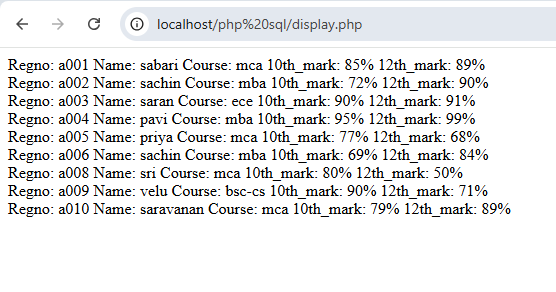 localhost/php%20sql/display.php
Regno: a001 Name: sabari Course: mca 10th_mark: 85% 12th_mark: 89%
Regno: a002 Name: sachin Course: mba 10th_mark: 72% 12th_mark: 90%
Regno: a003 Name: saran Course: ece 10th_mark: 90% 12th_mark: 91%
Regno: a004 Name: pavi Course: mba 10th_mark: 95% 12th_mark: 99%
Regno: a005 Name: priya Course: mca 10th_mark: 77% 12th_mark: 68%
Regno: a006 Name: sachin Course: mba 10th_mark: 69% 12th_mark: 84%
Regno: a008 Name: sri Course: mca 10th_mark: 80% 12th_mark: 50%
Regno: a009 Name: velu Course: bsc-cs 10th_mark: 90% 12th_mark: 71%
Regno: a010 Name: saravanan Course: mca 10th_mark: 79% 12th_mark: 89%